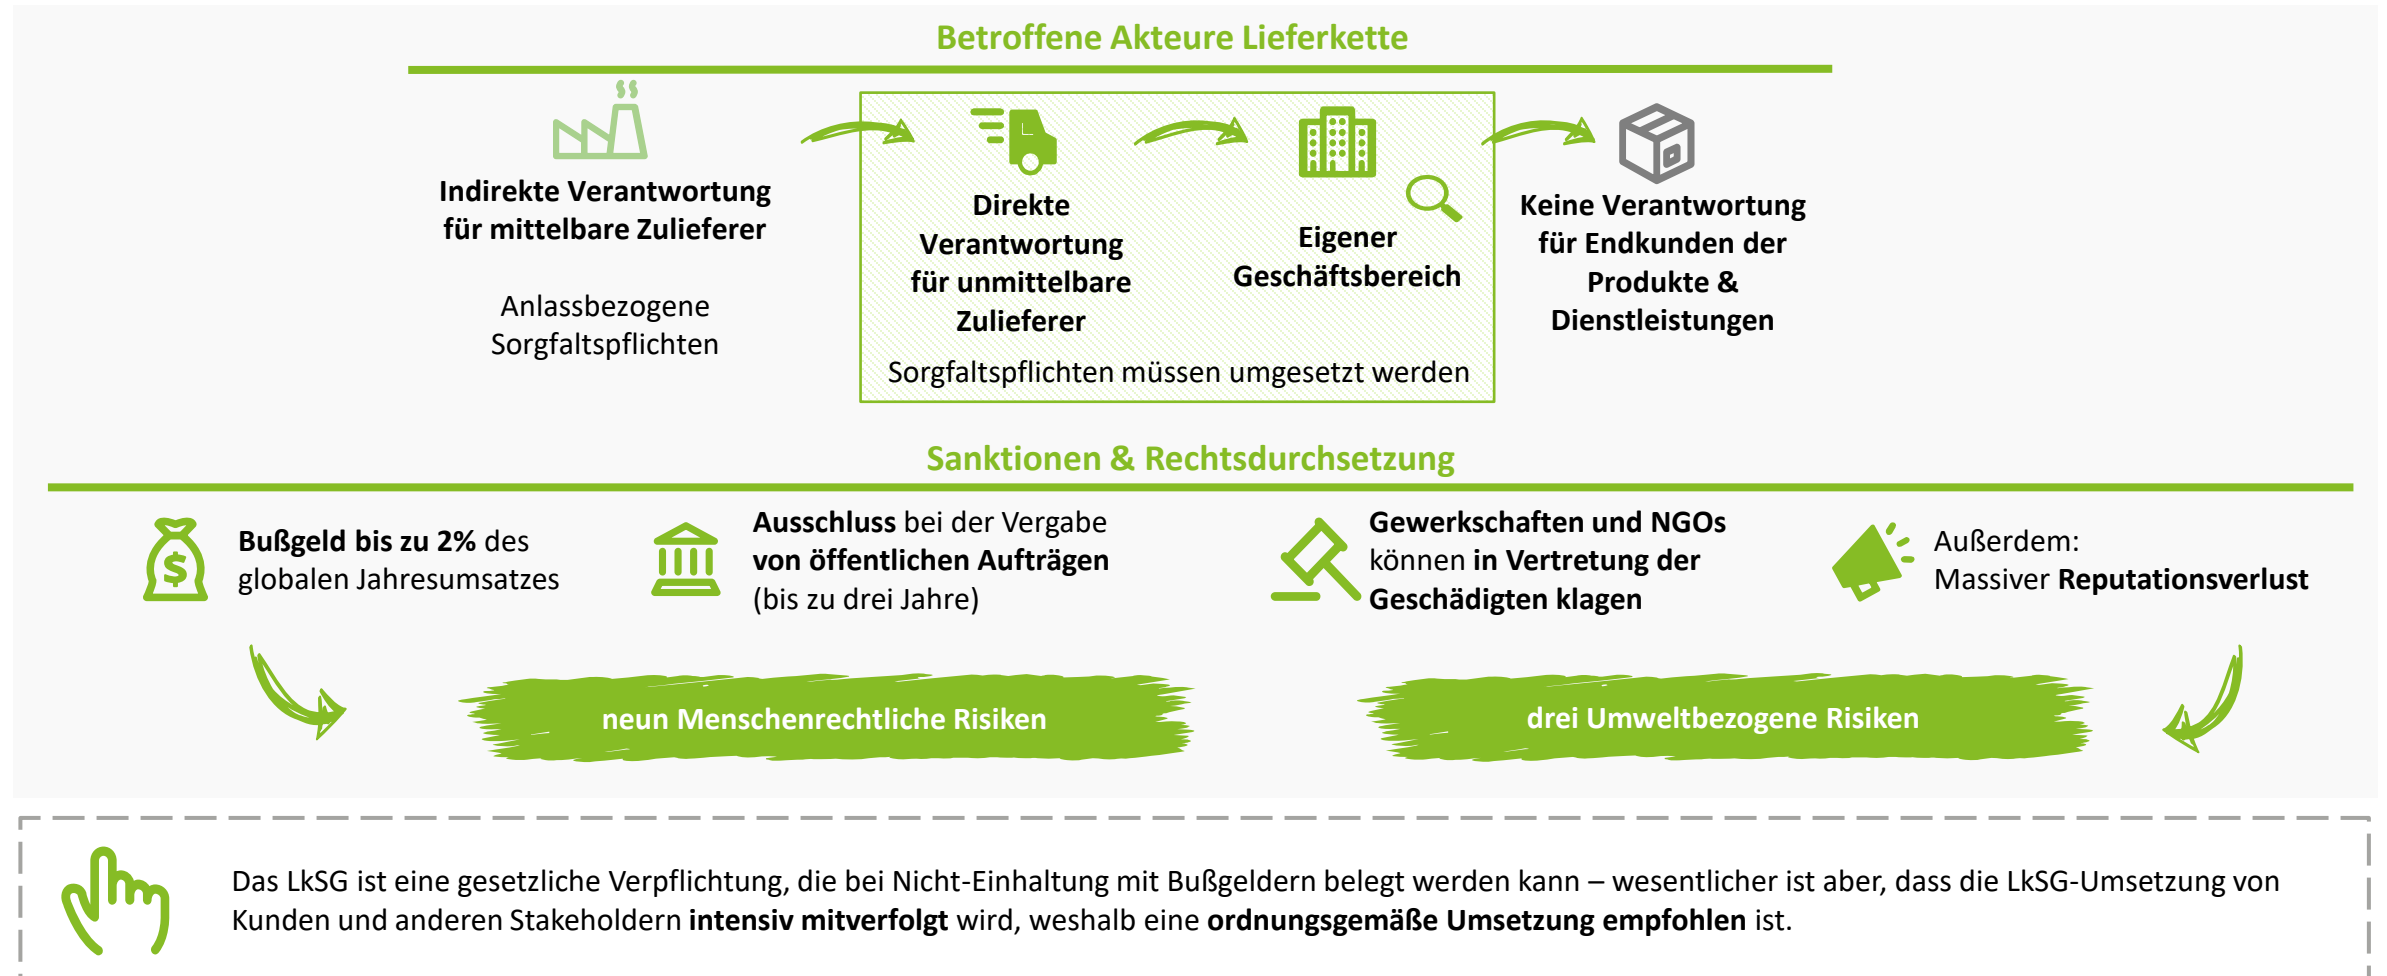 Betroffene Akteure Lieferkette
Indirekte Verantwortung
für mittelbare Zulieferer
Anlassbezogene
Sorgfaltspflichten
Direkte
Verantwortung
für unmittelbare
Zulieferer
Eigener
Geschäftsbereich
Sorgfaltspflichten müssen umgesetzt werden
Keine Verantwortung
für Endkunden der
Produkte &
Dienstleistungen
Sanktionen & Rechtsdurchsetzung
$
Bußgeld bis zu 2% des
globalen Jahresumsatzes
Ausschluss bei der Vergabe
von öffentlichen Aufträgen
(bis zu drei Jahre)
Gewerkschaften und NGOs
können in Vertretung der
Geschädigten klagen
Außerdem:
Massiver Reputationsverlust
neun Menschenrechtliche Risiken
drei Umweltbezogene Risiken
Das LkSG ist eine gesetzliche Verpflichtung, die bei Nicht-Einhaltung mit Bußgeldern belegt werden kann – wesentlicher ist aber, dass die LkSG-Umsetzung von
Kunden und anderen Stakeholdern intensiv mitverfolgt wird, weshalb eine ordnungsgemäße Umsetzung empfohlen ist.